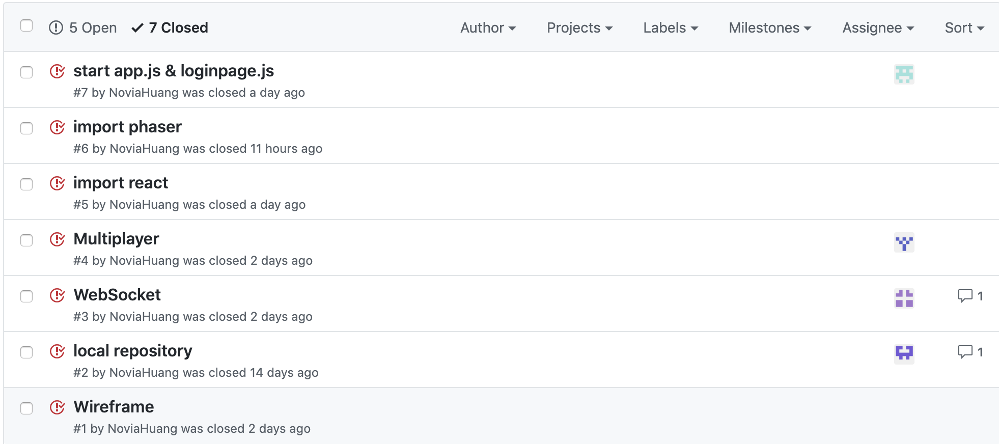 5 Open 7 Closed Author Projects Labels Milestones Assignee Sort
start app.js & loginpage.js
#7 by NoviaHuang was closed a day ago
import phaser
#6 by NoviaHuang was closed 11 hours ago
import react
#5 by NoviaHuang was closed a day ago
Multiplayer
#4 by NoviaHuang was closed 2 days ago
WebSocket 1
#3 by NoviaHuang was closed 2 days ago
local repository 1
#2 by NoviaHuang was closed 14 days ago
Wireframe
#1 by NoviaHuang was closed 2 days ago